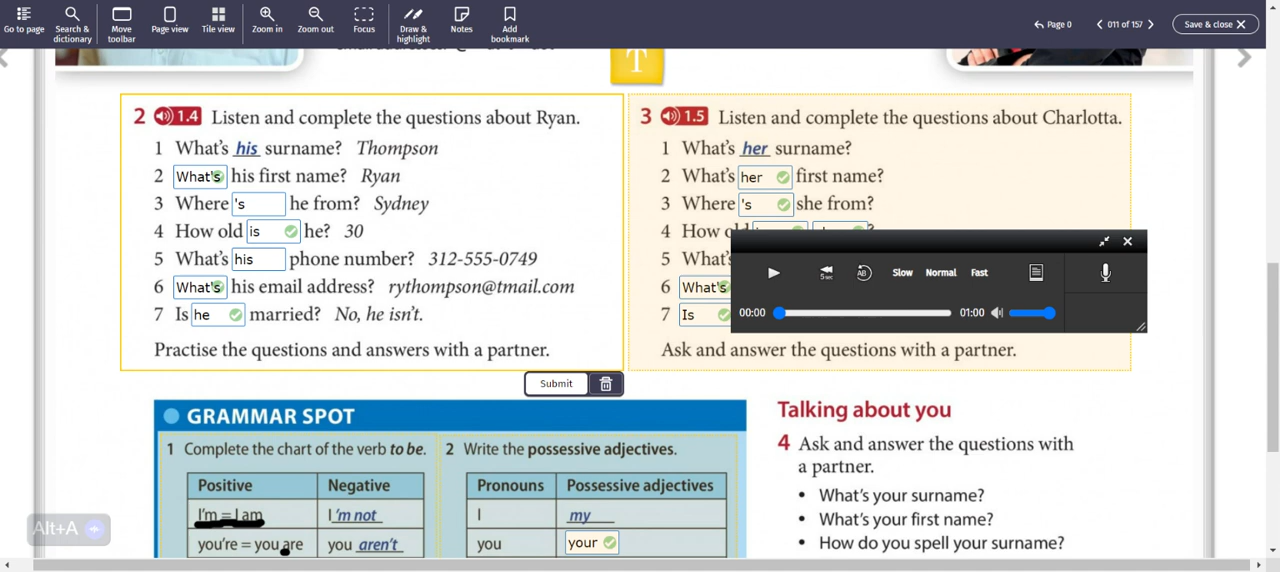 Go to page
Search & dictionary
Move toolbar
Page view
Tile view
Zoom in
Zoom out
Focus
Draw & highlight
Notes
Add bookmark
Page 0
011 of 157
Save & close
T
2 1.4 Listen and complete the questions about Ryan.
1 What's his surname? Thompson
2 What's his first name? Ryan
3 Where 's he from? Sydney
4 How old is he? 30
5 What's his phone number? 312-555-0749
6 What's his email address? rythompson@tmail.com
7 Is he married? No, he isn't.
Practise the questions and answers with a partner.
3 1.5 Listen and complete the questions about Charlotta.
1 What's her surname?
2 What's her first name?
3 Where 's she from?
4 How ?
5 What's
6 What's
7 Is
Ask and answer the questions with a partner.
5 sec
AB
Slow
Normal
Fast
00:00
01:00
Submit
GRAMMAR SPOT
1 Complete the chart of the verb to be.
Positive Negative
I'm = I am I 'm not
you're = you are you aren't
2 Write the possessive adjectives.
Pronouns Possessive adjectives
I my
you your
Talking about you
4 Ask and answer the questions with
a partner.
• What's your surname?
• What's your first name?
• How do you spell your surname?
Alt+A